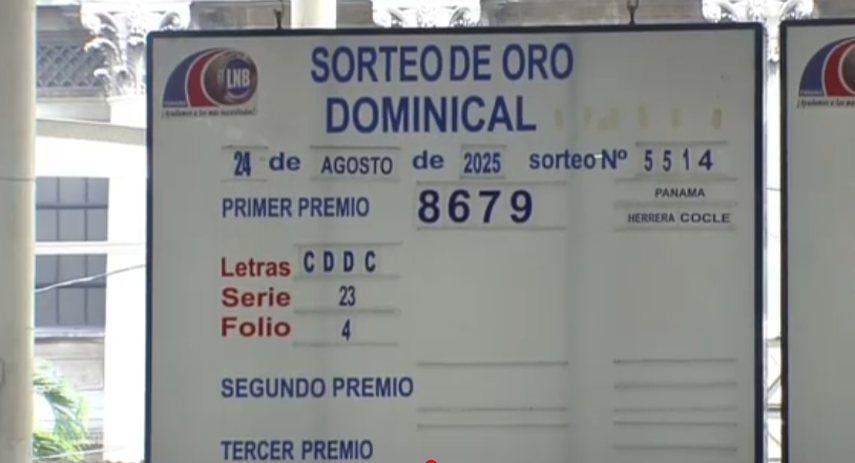 LNB
SORTEO DE ORO
DOMINICAL
24 de AGOSTO de 2025 sorteo Nº 5514
PRIMER PREMIO 8679
PANAMA
HERRERA COCLE
Letras C D D C
Serie 23
Folio 4
SEGUNDO PREMIO
TERCER PREMIO